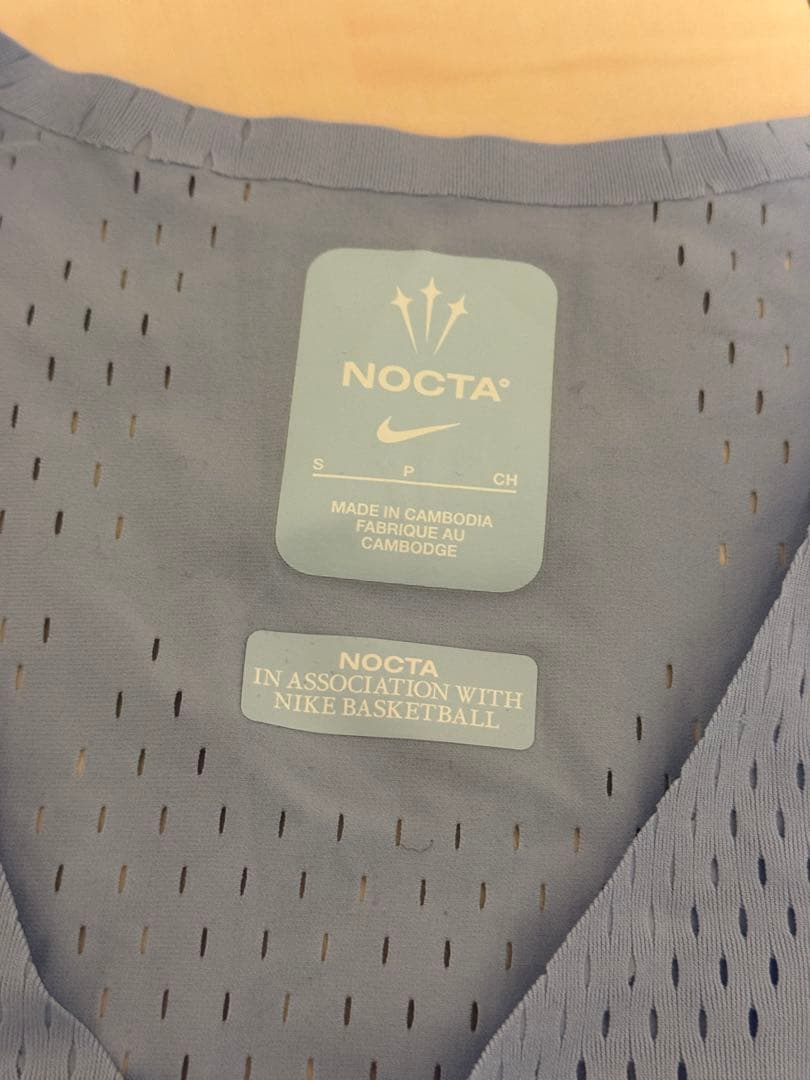 NOCTA°
S P CH
MADE IN CAMBODIA
FABRIQUE AU
CAMBODGE
NOCTA
IN ASSOCIATION WITH
NIKE BASKETBALL